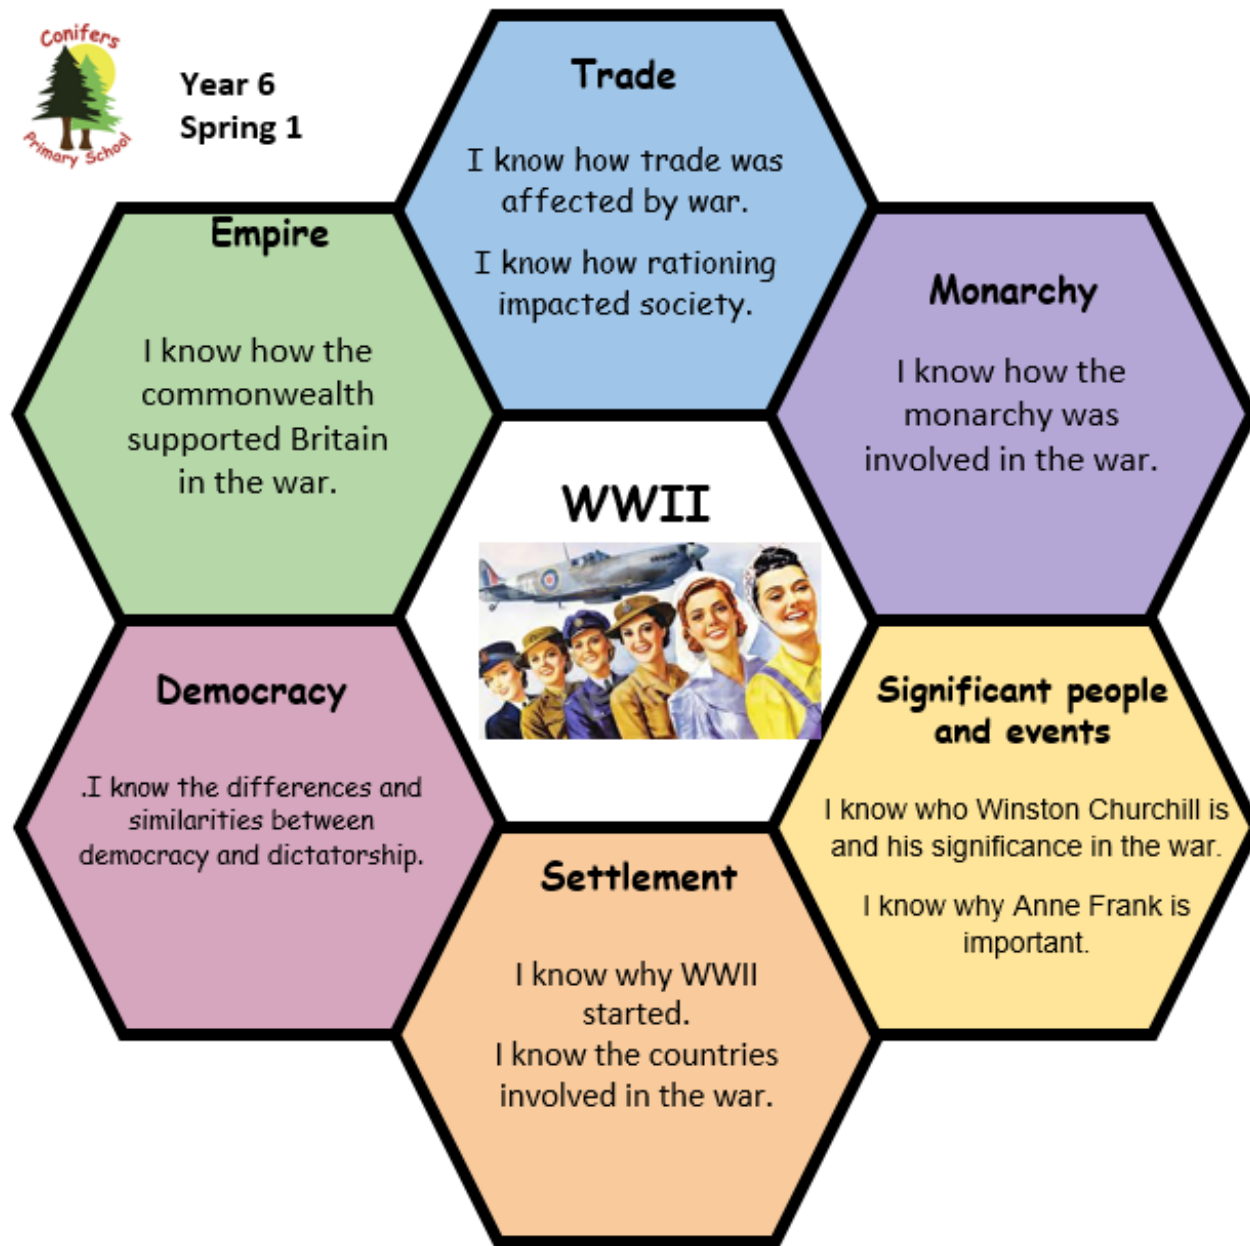 Conifers
Primary School
Year 6
Spring 1
Trade
I know how trade was
affected by war.
I know how rationing
impacted society.
Empire
I know how the
commonwealth
supported Britain
in the war.
Monarchy
I know how the
monarchy was
involved in the war.
WWII
Democracy
.I know the differences and
similarities between
democracy and dictatorship.
Significant people
and events
I know who Winston Churchill is
and his significance in the war.
I know why Anne Frank is
important.
Settlement
I know why WWII
started.
I know the countries
involved in the war.